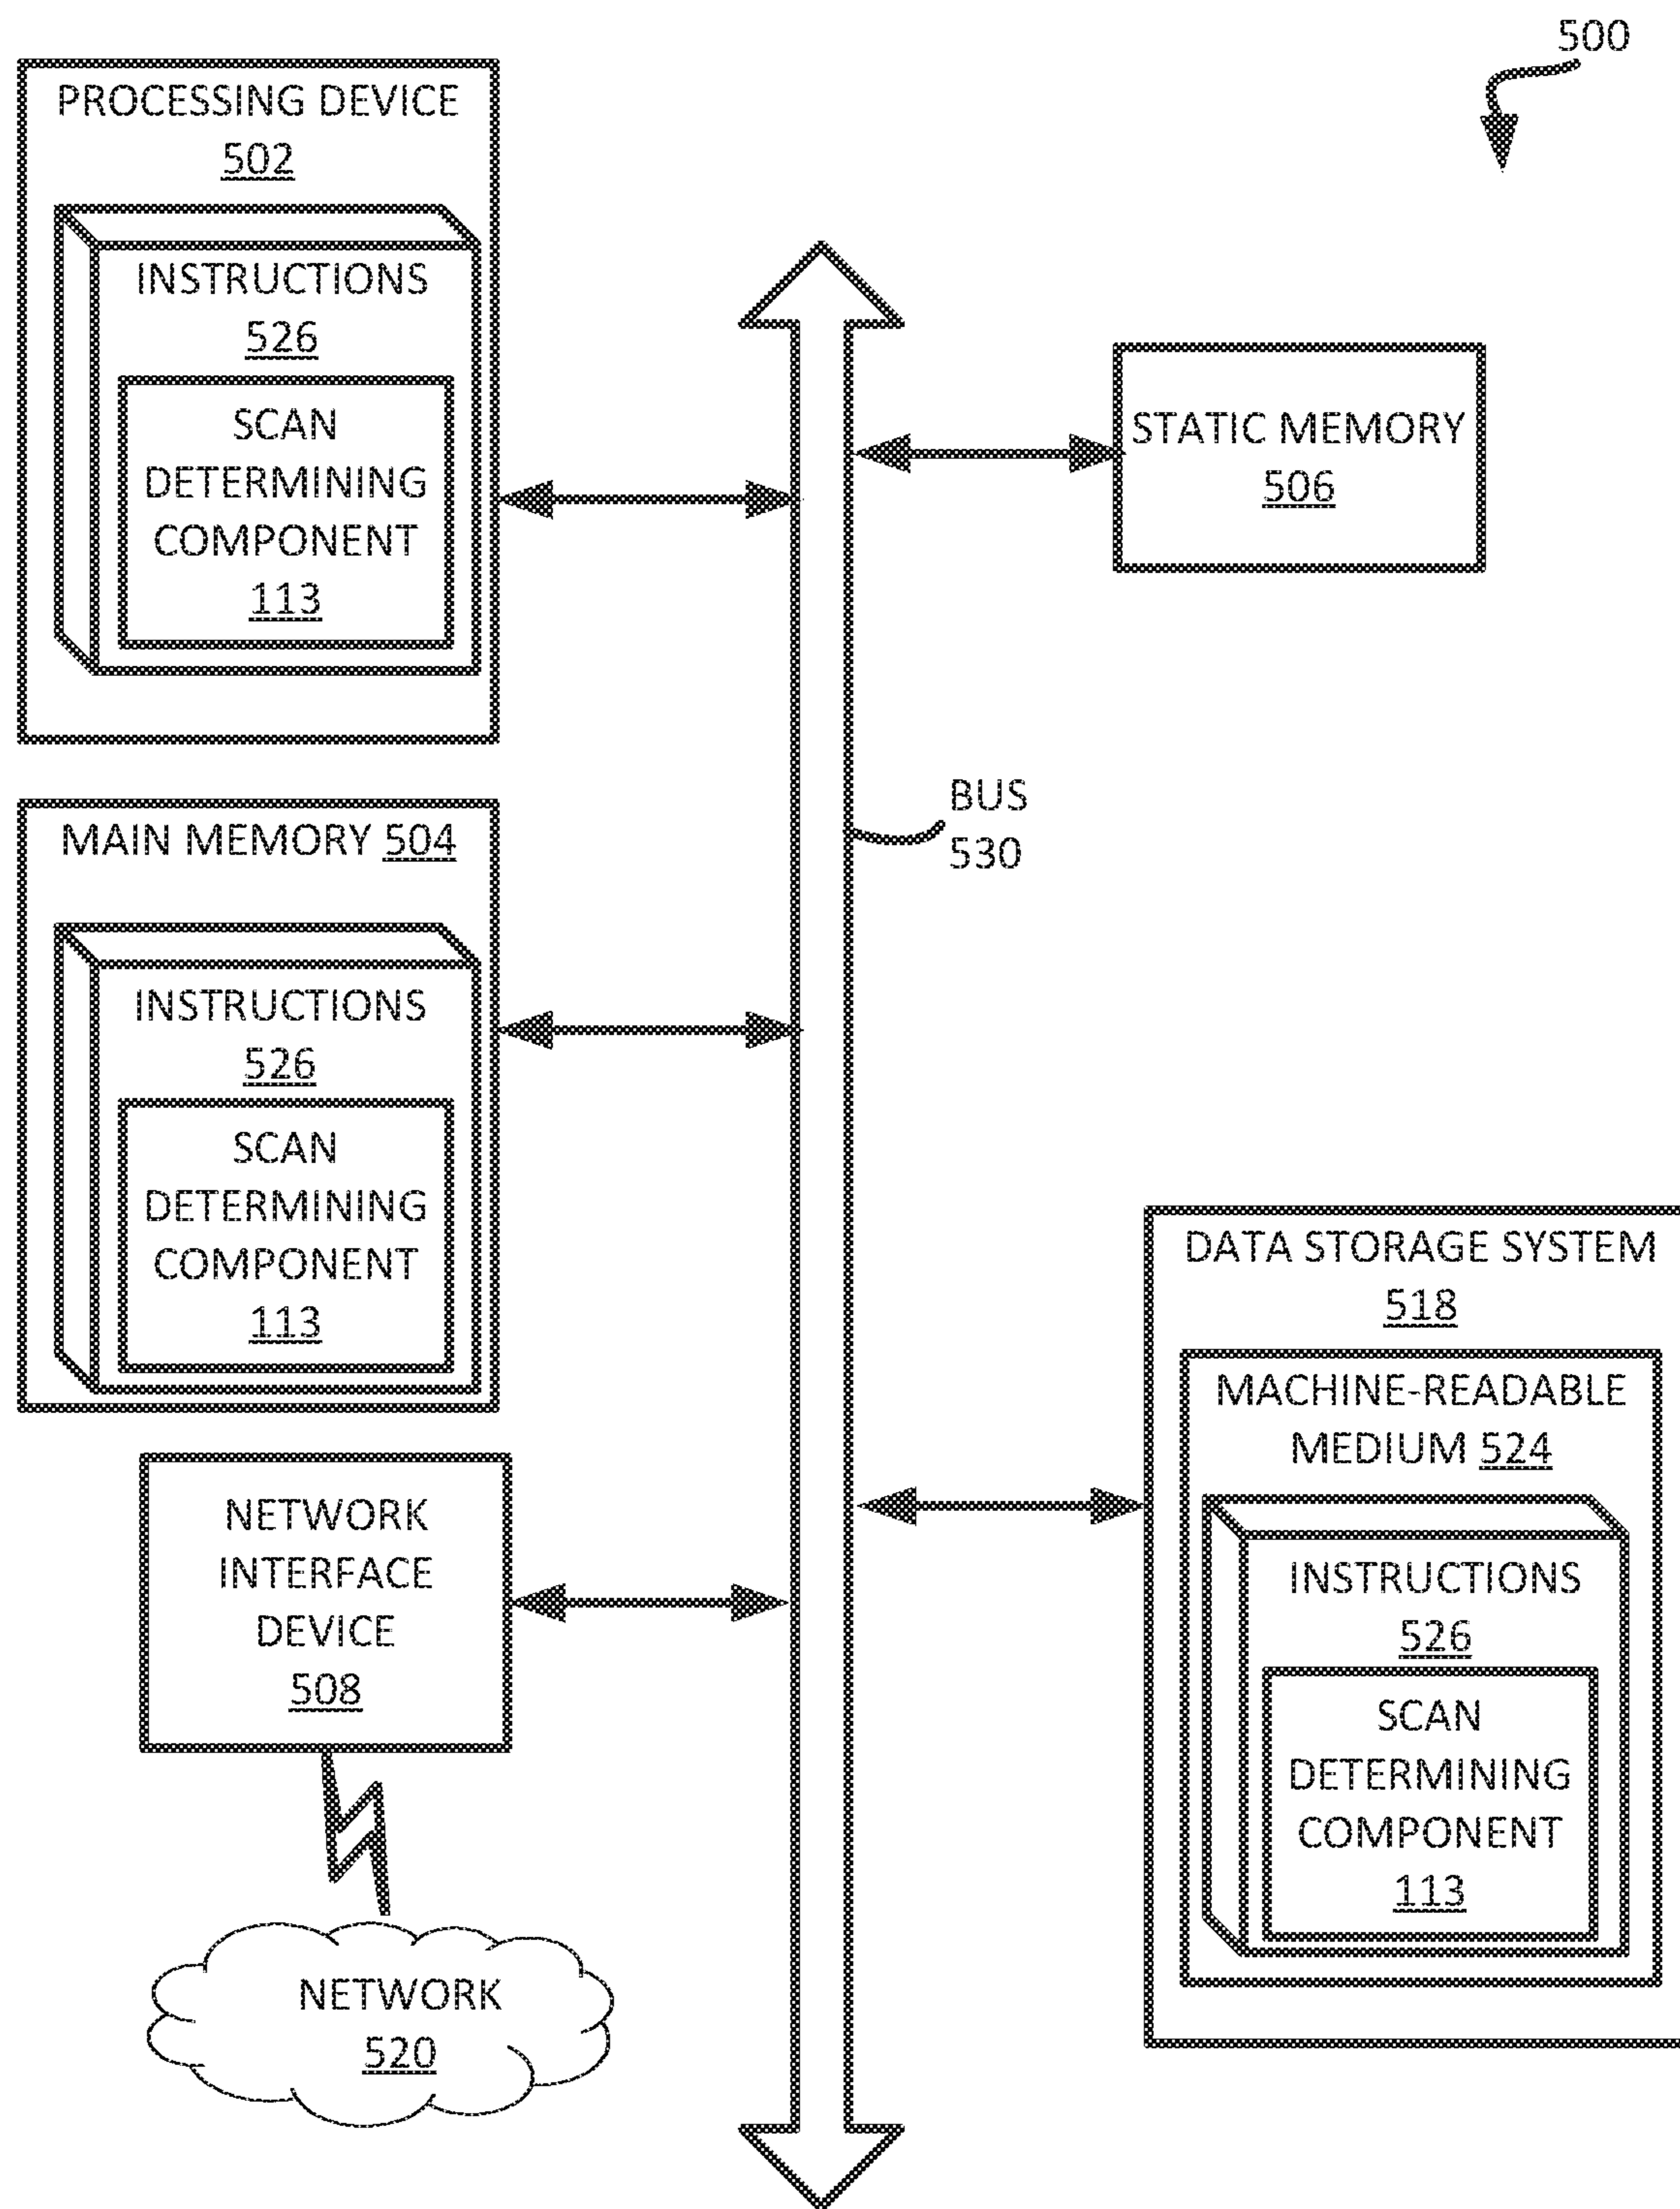 500
PROCESSING DEVICE
502
INSTRUCTIONS
526
SCAN
DETERMINING
COMPONENT
113
STATIC MEMORY
506
BUS
530
MAIN MEMORY 504
INSTRUCTIONS
526
SCAN
DETERMINING
COMPONENT
113
DATA STORAGE SYSTEM
518
MACHINE-READABLE
MEDIUM 524
INSTRUCTIONS
526
SCAN
DETERMINING
COMPONENT
113
NETWORK
INTERFACE
DEVICE
508
NETWORK
520